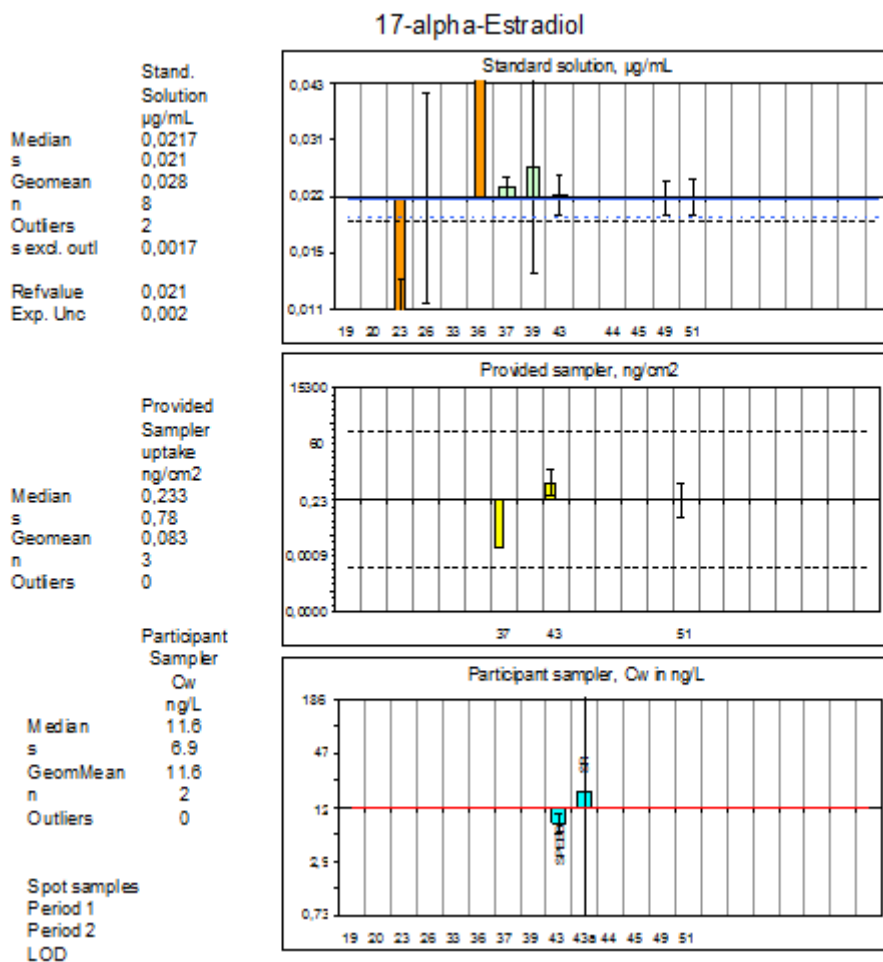 17-alpha-Estradiol
Stand.
Solution
µg/mL
Median 0,0217
s 0,021
Geomean 0,028
n 8
Outliers 2
s excl. outl 0,0017
Refvalue 0,021
Exp. Unc 0,002
Standard solution, µg/mL
0,043
0,031
0,022
0,015
0,011
19 20 23 26 33 36 37 39 43 44 45 49 51
Provided
Sampler
uptake
ng/cm2
Median 0,233
s 0,78
Geomean 0,083
n 3
Outliers 0
Provided sampler, ng/cm2
15300
60
0,23
0,0009
0,0000
37 43 51
Participant
Sampler
Cw
ng/L
Median 11.6
s 6.9
GeomMean 11.6
n 2
Outliers 0
Spot samples
Period 1
Period 2
LOD
Participant sampler, Cw in ng/L
186
47
12
2,9
0,73
19 20 23 26 33 36 37 39 43 43a 44 45 49 51